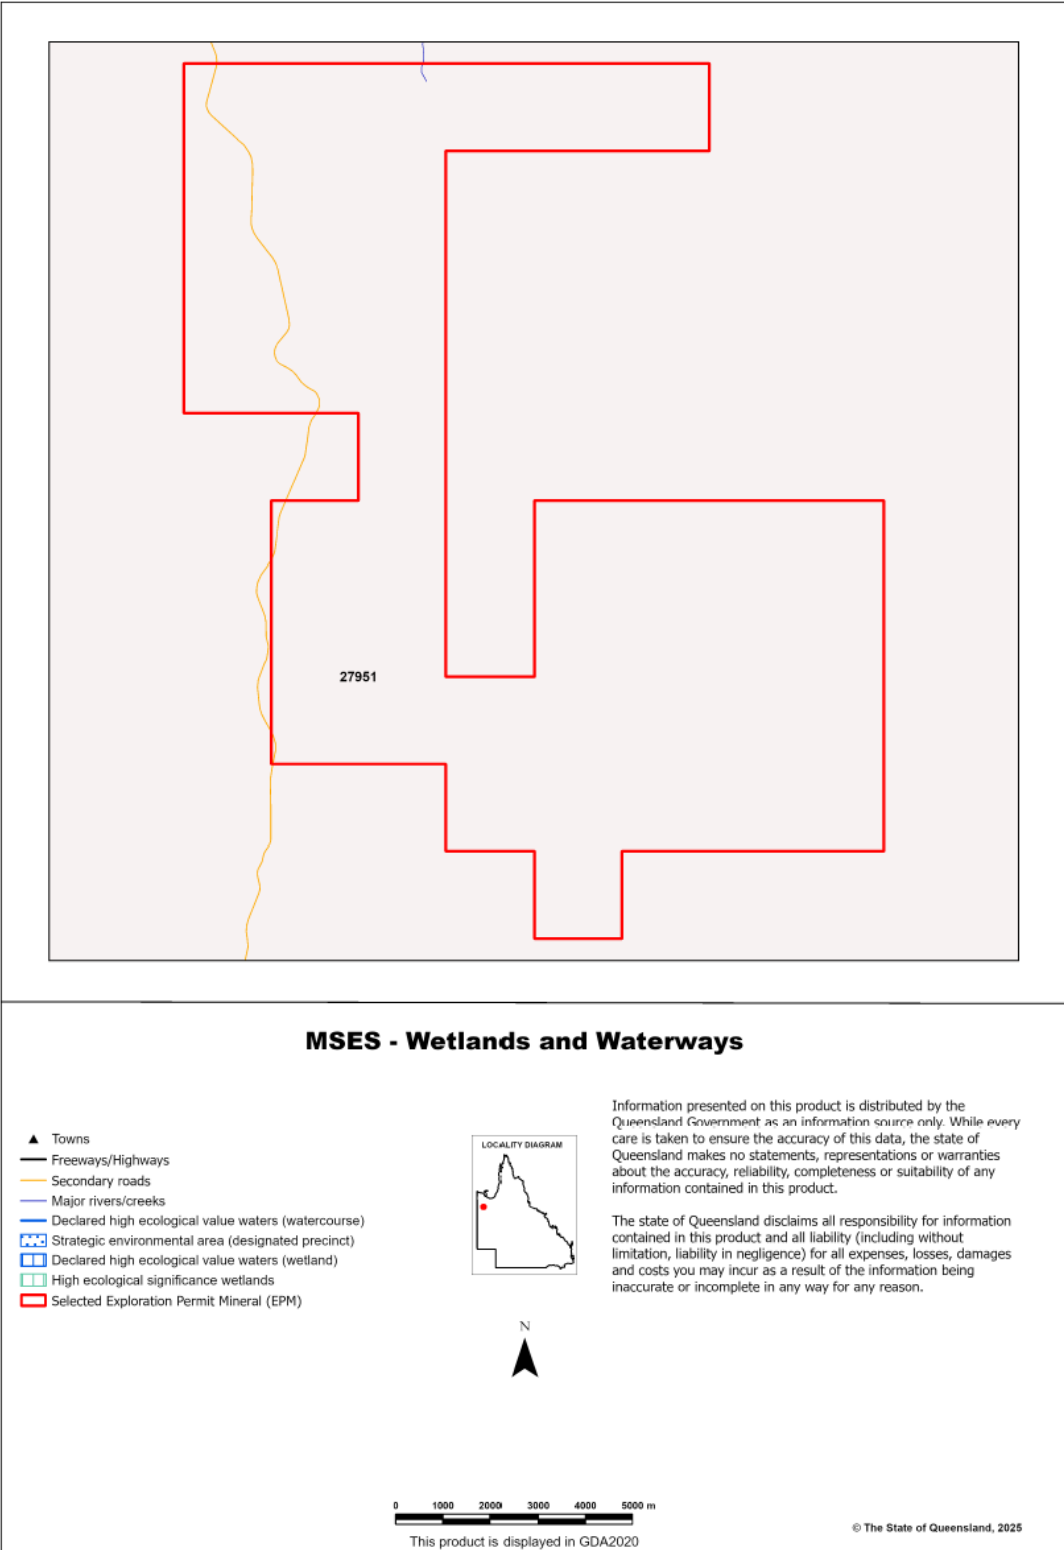 27951
MSES - Wetlands and Waterways
Towns
Freeways/Highways
Secondary roads
Major rivers/creeks
Declared high ecological value waters (watercourse)
Strategic environmental area (designated precinct)
Declared high ecological value waters (wetland)
High ecological significance wetlands
Selected Exploration Permit Mineral (EPM)
LOCALITY DIAGRAM
N
Information presented on this product is distributed by the
Queensland Government as an information source only. While every
care is taken to ensure the accuracy of this data, the state of
Queensland makes no statements, representations or warranties
about the accuracy, reliability, completeness or suitability of any
information contained in this product.
The state of Queensland disclaims all responsibility for information
contained in this product and all liability (including without
limitation, liability in negligence) for all expenses, losses, damages
and costs you may incur as a result of the information being
inaccurate or incomplete in any way for any reason.
0 1000 2000 3000 4000 5000 m
This product is displayed in GDA2020
© The State of Queensland, 2025